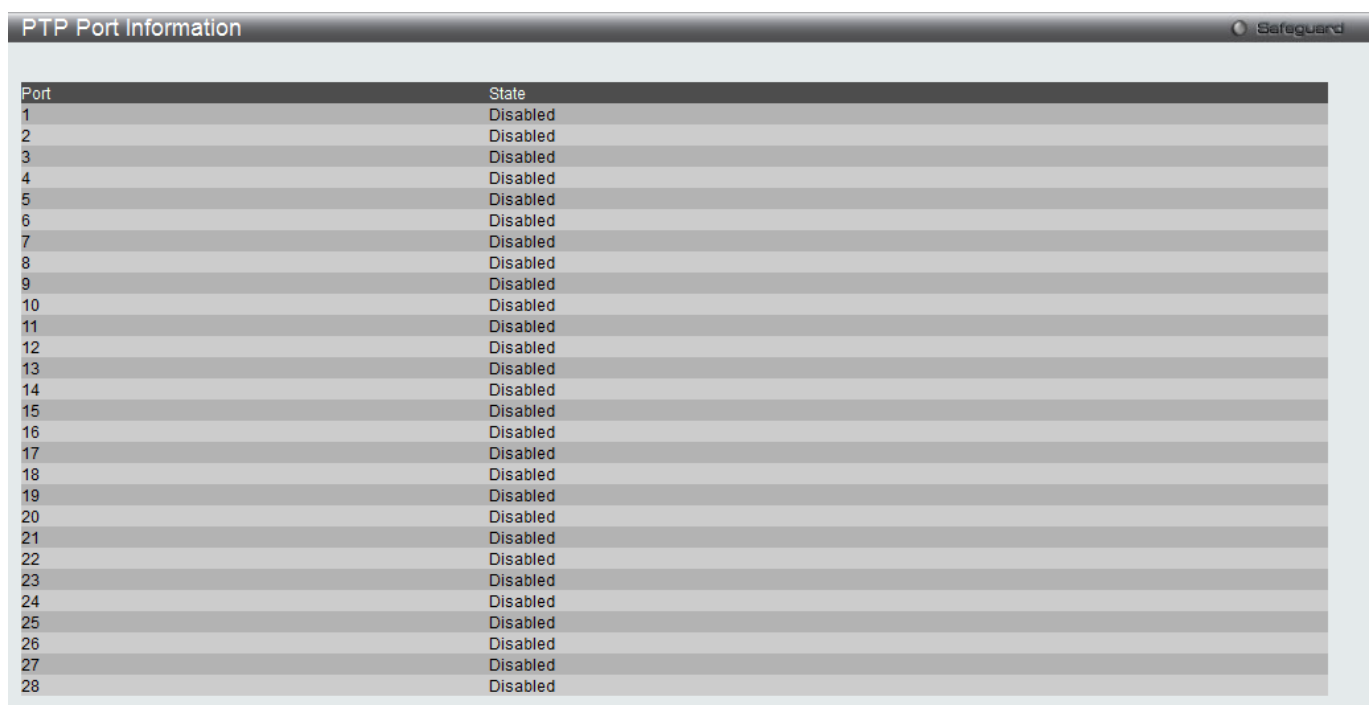 PTP Port Information Safeguard
Port State
1 Disabled
2 Disabled
3 Disabled
4 Disabled
5 Disabled
6 Disabled
7 Disabled
8 Disabled
9 Disabled
10 Disabled
11 Disabled
12 Disabled
13 Disabled
14 Disabled
15 Disabled
16 Disabled
17 Disabled
18 Disabled
19 Disabled
20 Disabled
21 Disabled
22 Disabled
23 Disabled
24 Disabled
25 Disabled
26 Disabled
27 Disabled
28 Disabled